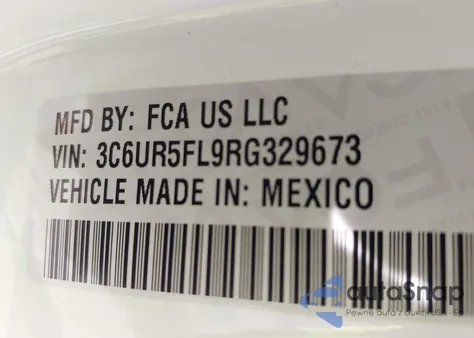 MFD BY: FCA US LLC
VIN: 3C6UR5FL9RG329673
VEHICLE MADE IN: MEXICO
autoSnap